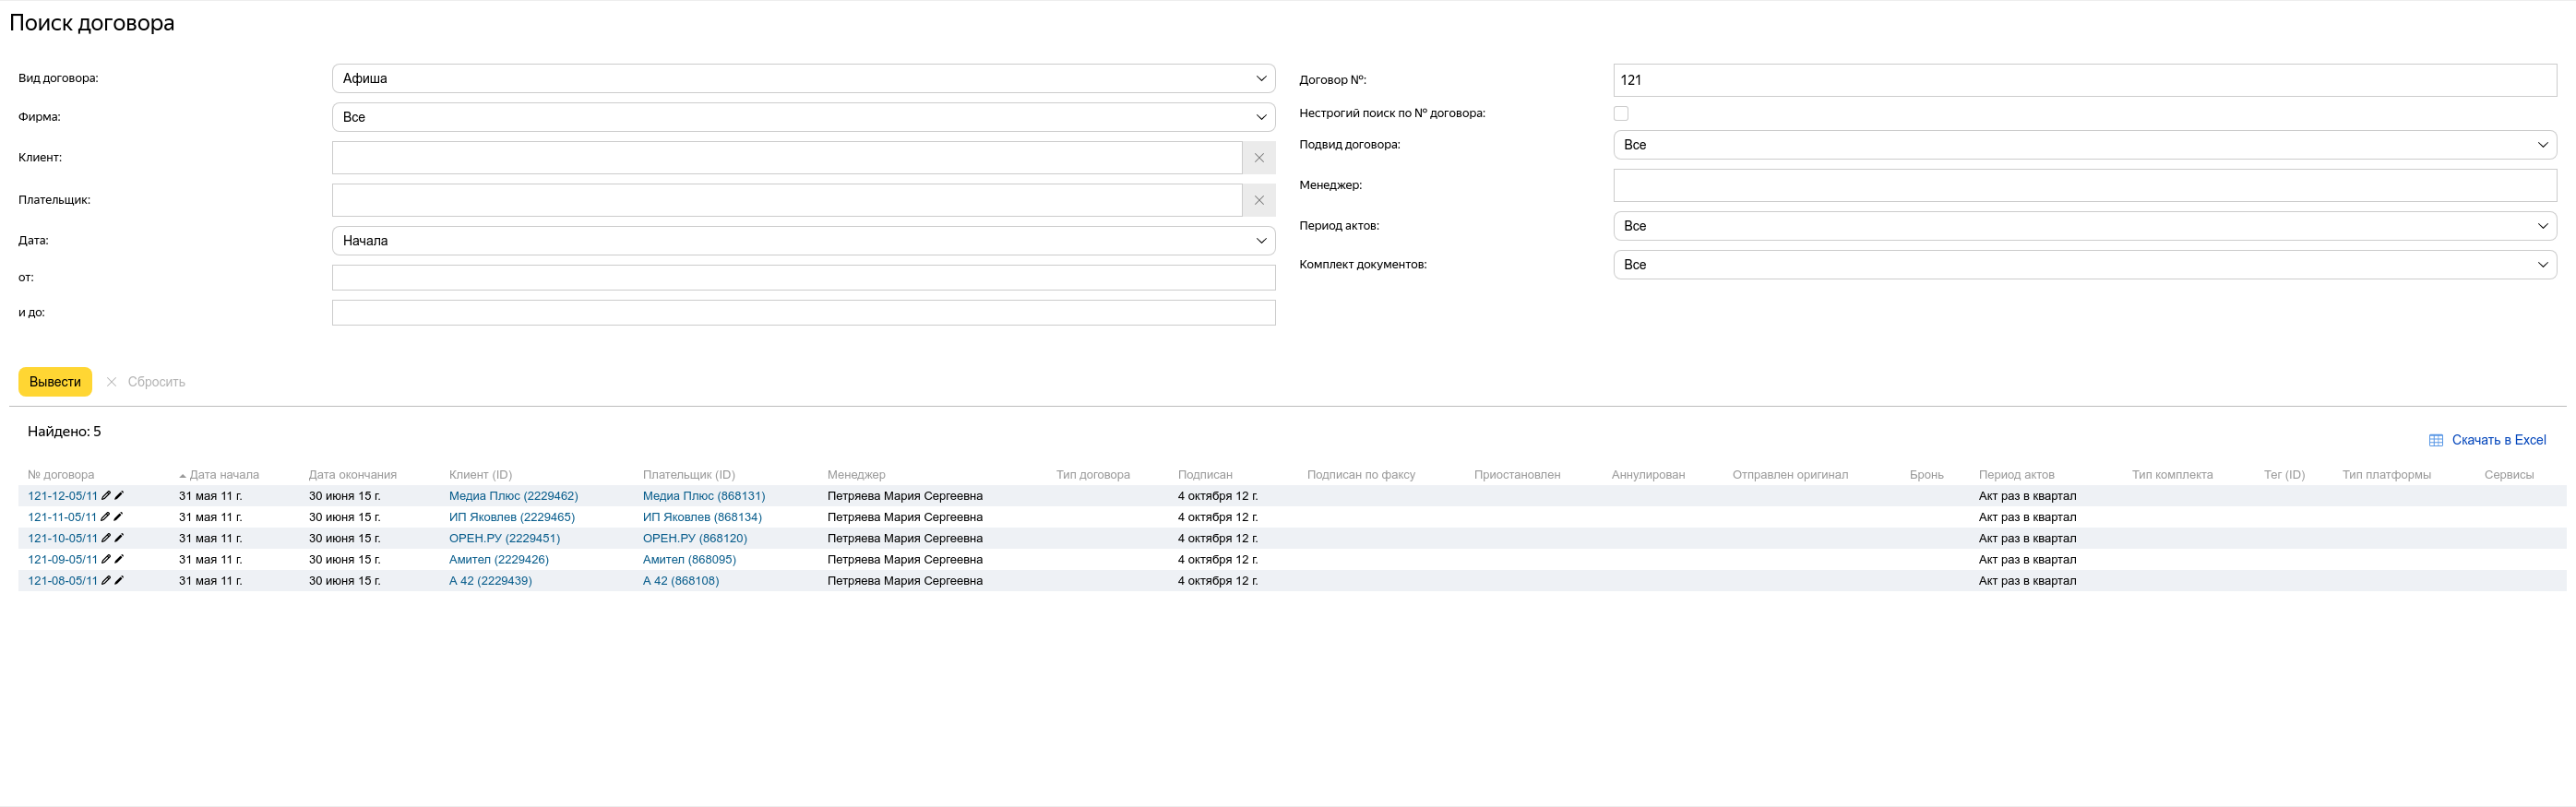 Поиск договора
Вид договора: Афиша
Фирма: Все
Клиент:
Плательщик:
Дата: Начала
от:
и до:
Договор №: 121
Нестрогий поиск по № договора:
Подвид договора: Все
Менеджер:
Период актов: Все
Комплект документов: Все
Вывести Сбросить
Найдено: 5
Скачать в Excel
№ договора Дата начала Дата окончания Клиент (ID) Плательщик (ID) Менеджер Тип договора Подписан Подписан по факсу Приостановлен Аннулирован Отправлен оригинал Бронь Период актов Тип комплекта Тег (ID) Тип платформы Сервисы
121-12-05/11 31 мая 11 г. 30 июня 15 г. Медиа Плюс (2229462) Медиа Плюс (868131) Петряева Мария Сергеевна 4 октября 12 г. Акт раз в квартал
121-11-05/11 31 мая 11 г. 30 июня 15 г. ИП Яковлев (2229465) ИП Яковлев (868134) Петряева Мария Сергеевна 4 октября 12 г. Акт раз в квартал
121-10-05/11 31 мая 11 г. 30 июня 15 г. ОРЕН.РУ (2229451) ОРЕН.РУ (868120) Петряева Мария Сергеевна 4 октября 12 г. Акт раз в квартал
121-09-05/11 31 мая 11 г. 30 июня 15 г. Амител (2229426) Амител (868095) Петряева Мария Сергеевна 4 октября 12 г. Акт раз в квартал
121-08-05/11 31 мая 11 г. 30 июня 15 г. А 42 (2229439) А 42 (868108) Петряева Мария Сергеевна 4 октября 12 г. Акт раз в квартал